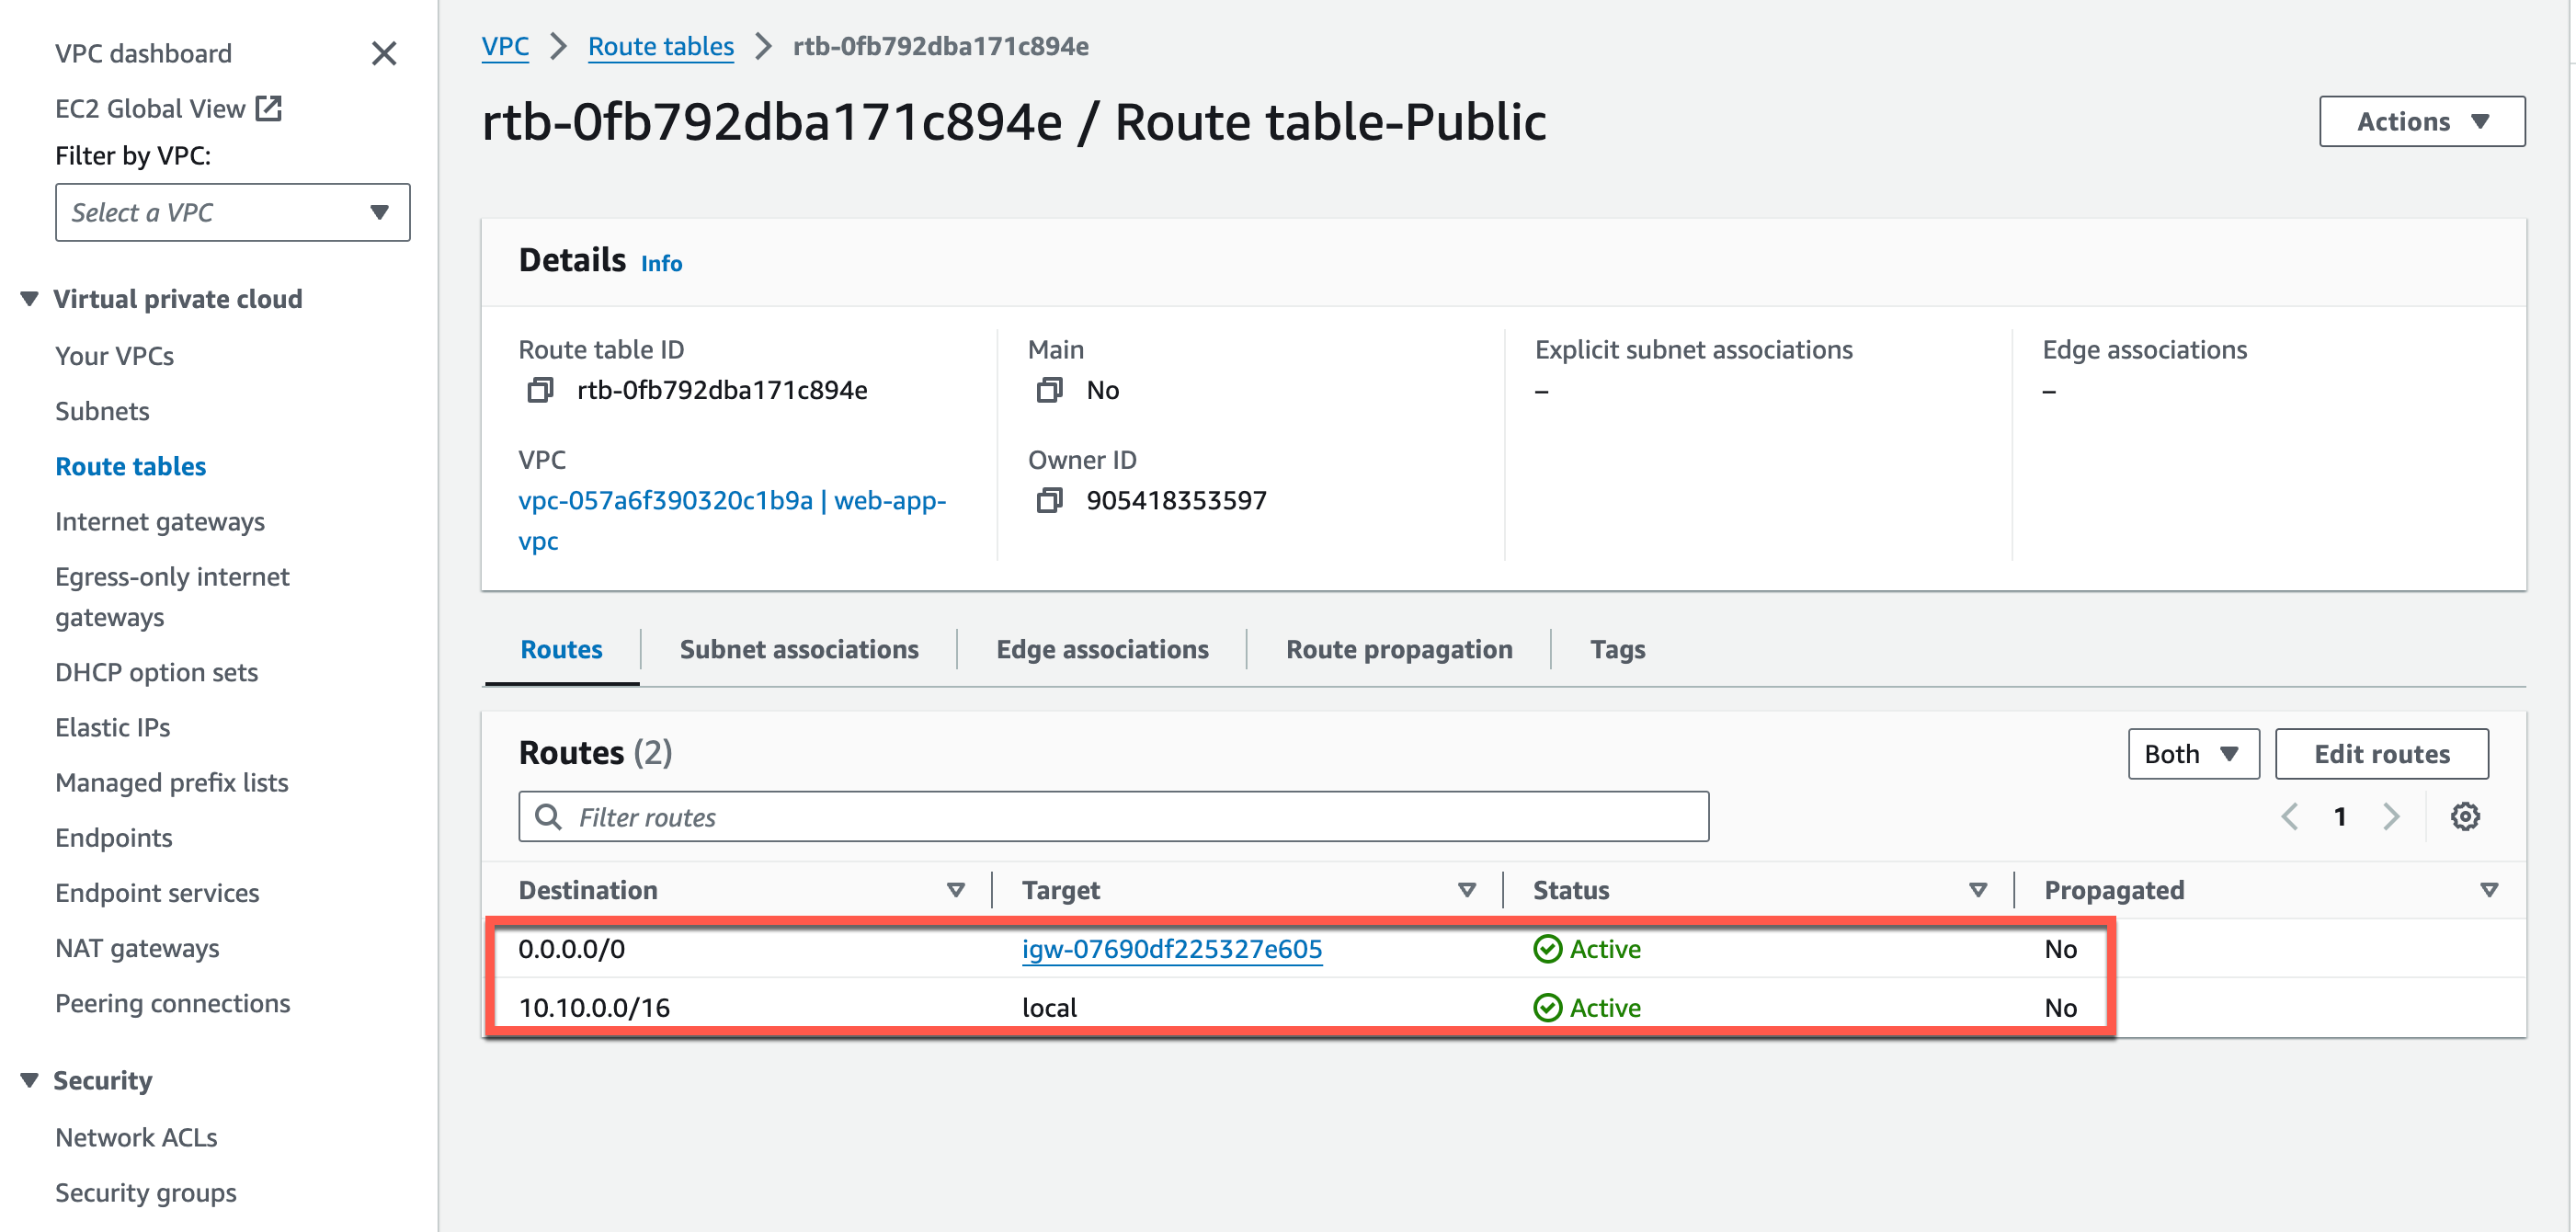 VPC dashboard
EC2 Global View
Filter by VPC:
Select a VPC
Virtual private cloud
Your VPCs
Subnets
Route tables
Internet gateways
Egress-only internet
gateways
DHCP option sets
Elastic IPs
Managed prefix lists
Endpoints
Endpoint services
NAT gateways
Peering connections
Security
Network ACLs
Security groups
VPC > Route tables > rtb-0fb792dba171c894e
rtb-0fb792dba171c894e / Route table-Public
Actions
Details Info
Route table ID
rtb-0fb792dba171c894e
Main
No
Explicit subnet associations
–
Edge associations
–
VPC
vpc-057a6f390320c1b9a | web-app-
vpc
Owner ID
905418353597
Routes Subnet associations Edge associations Route propagation Tags
Routes (2)
Both Edit routes
Filter routes
1
Destination Target Status Propagated
0.0.0.0/0 igw-07690df225327e605 Active No
10.10.0.0/16 local Active No